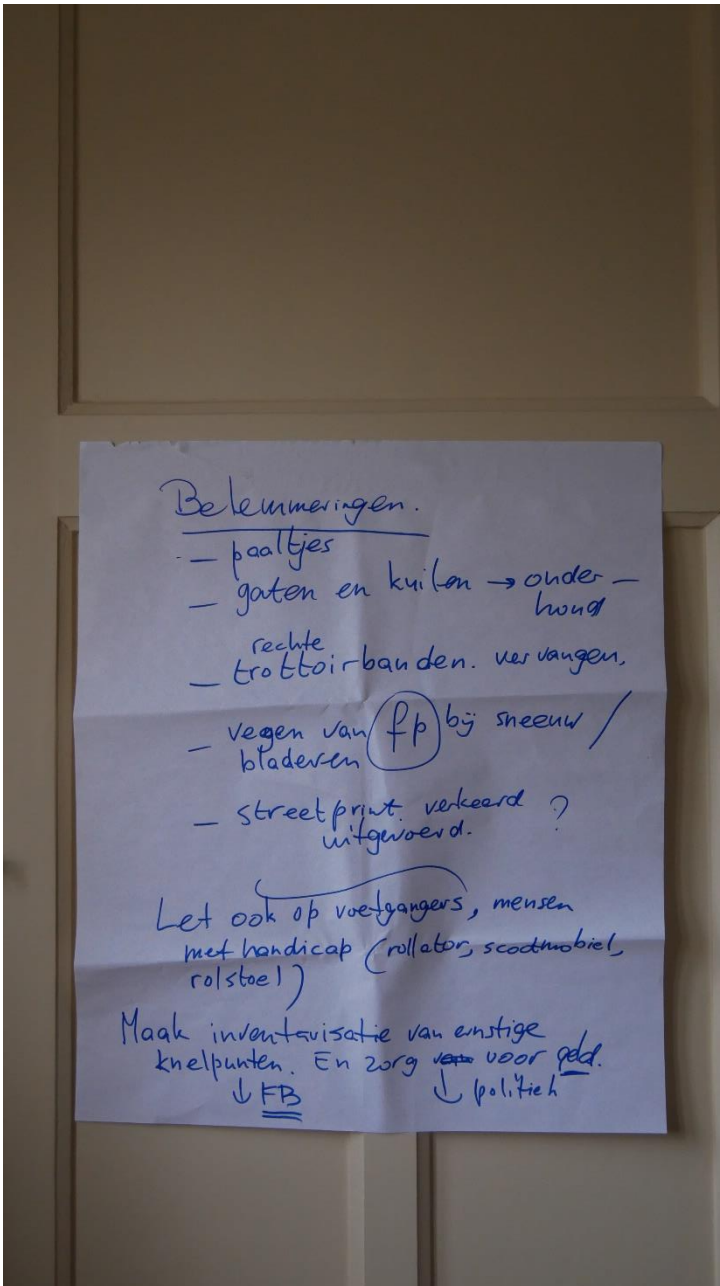 Belemmeringen.
- paaltjes
- gaten en kuilen → onder-
houd
rechte
- trottoirbanden. vervangen.
- vegen van fp bij sneeuw /
bladeren
- streetprint verkeerd ?
uitgevoerd.
Let ook op voetgangers, mensen
met handicap (rollator, scootmobiel,
rolstoel)
Maak inventarisatie van ernstige
knelpunten. En zorg voor geld.
↓ FB ↓ politiek